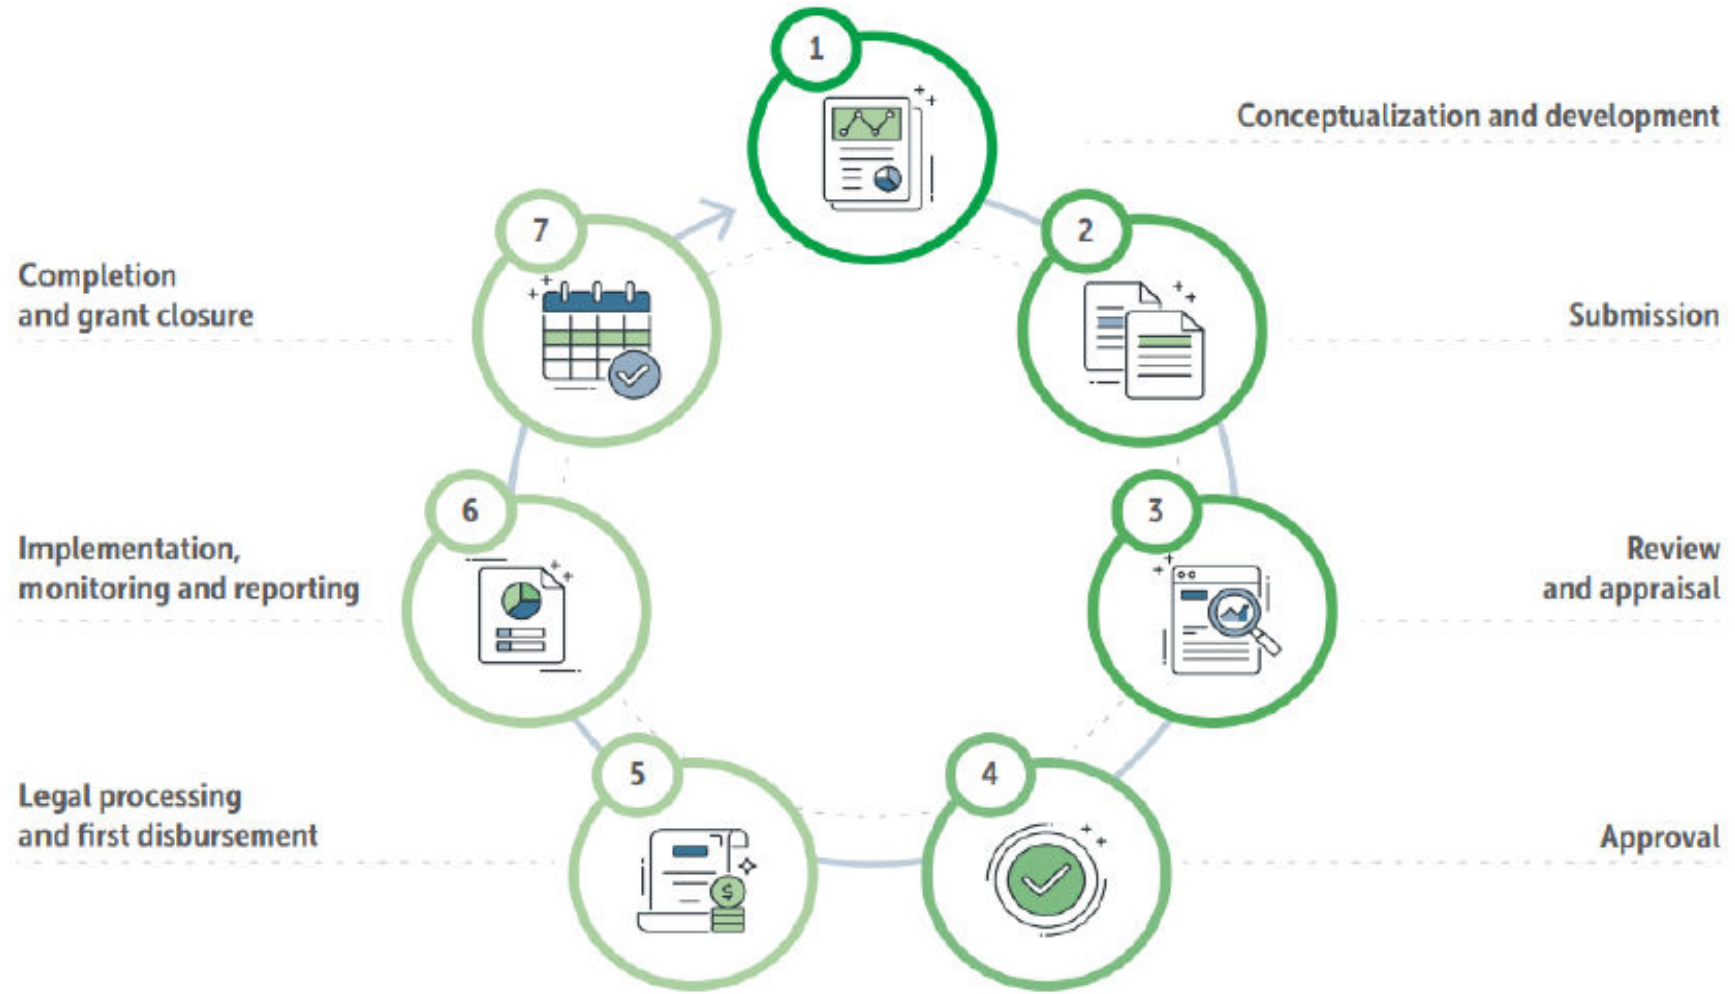 1
Conceptualization and development
2
Submission
3
Review
and appraisal
4
Approval
5
Legal processing
and first disbursement
$
6
Implementation,
monitoring and reporting
7
Completion
and grant closure